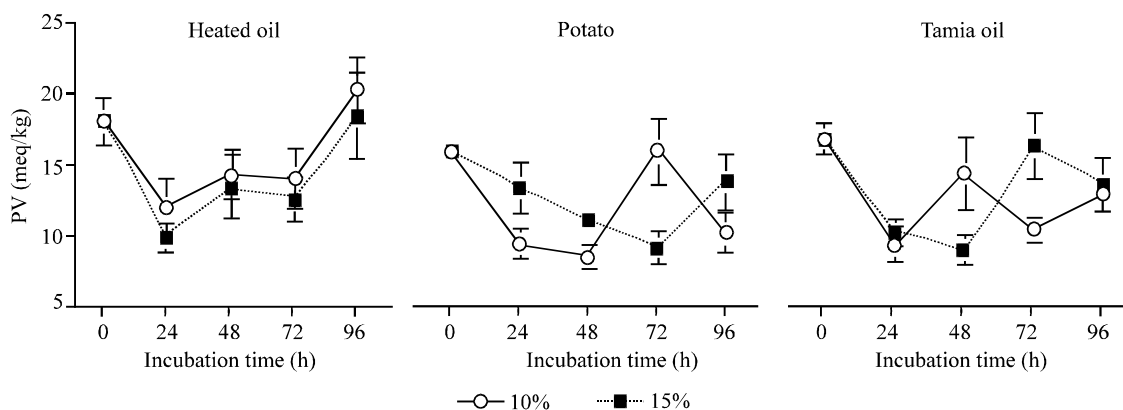 Heated oil
Potato
Tamia oil
PV (meq/kg)
25
20
15
10
5
0 24 48 72 96
0 24 48 72 96
0 24 48 72 96
Incubation time (h)
Incubation time (h)
Incubation time (h)
10% 15%